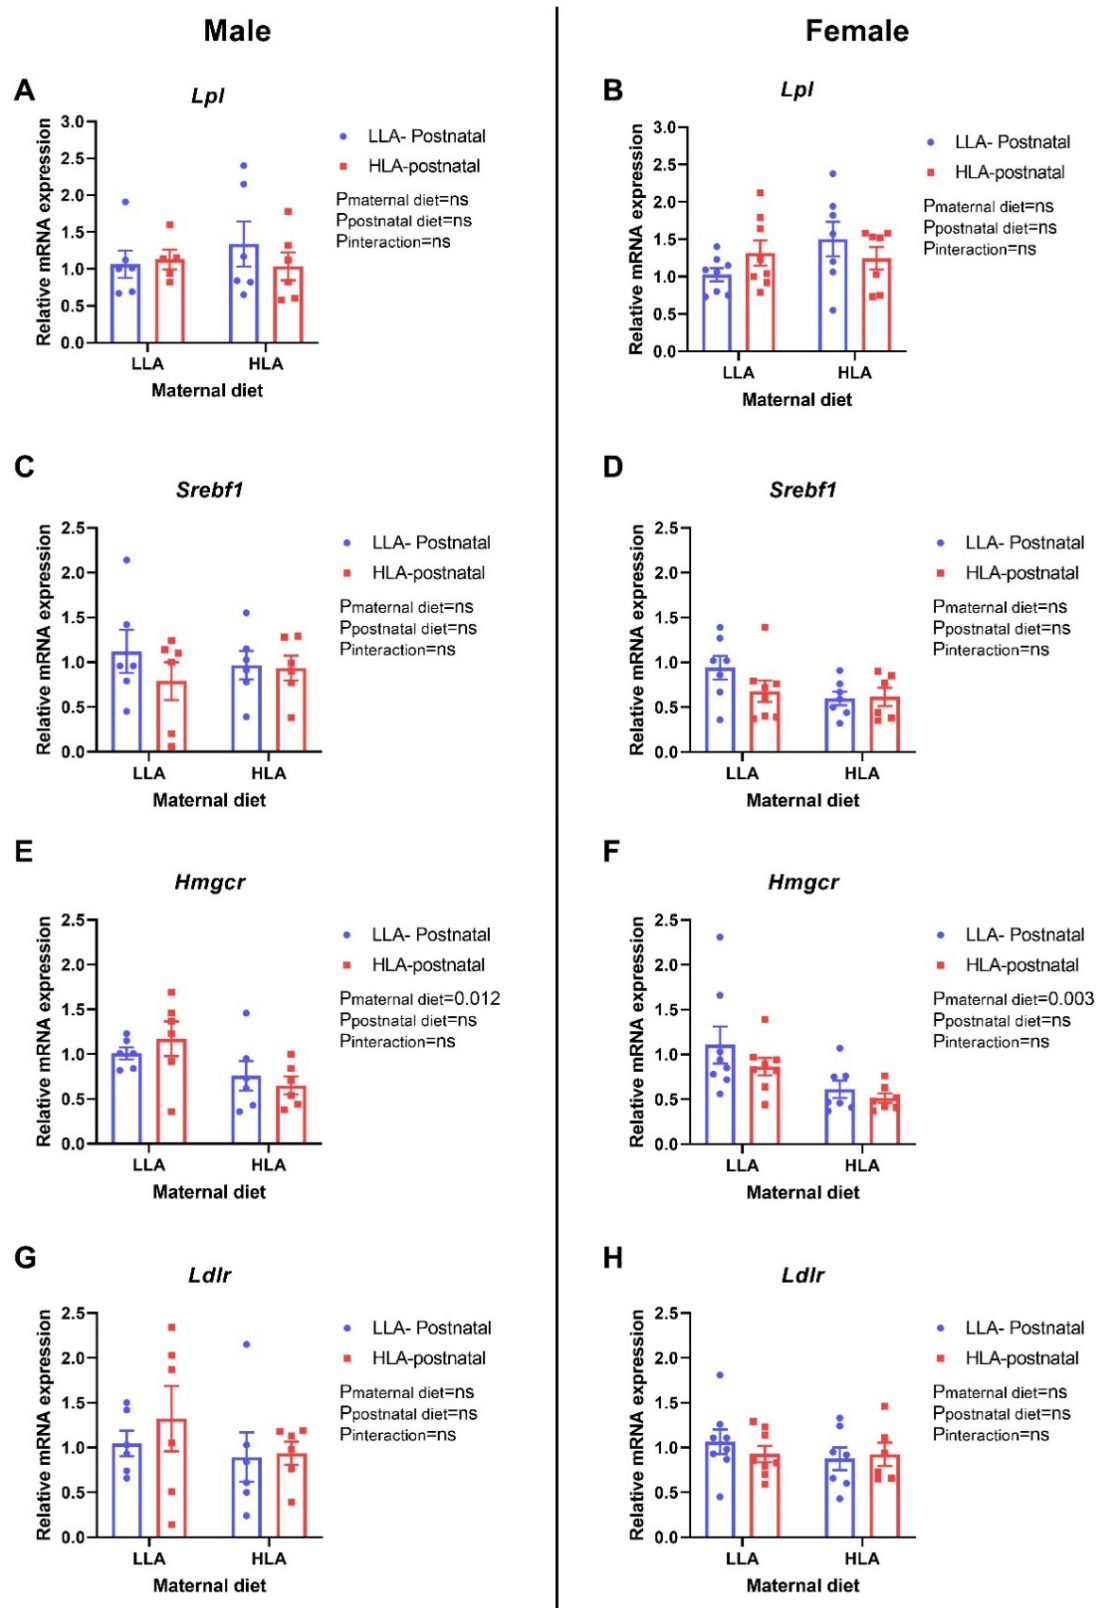 Male
Female
A
Lpl
Relative mRNA expression
3.0
2.5
2.0
1.5
1.0
0.5
0.0
LLA
HLA
Maternal diet
LLA- Postnatal
HLA-postnatal
Pmaternal diet=ns
Ppostnatal diet=ns
Pinteraction=ns
B
Lpl
Relative mRNA expression
3.0
2.5
2.0
1.5
1.0
0.5
0.0
LLA
HLA
Maternal diet
LLA- Postnatal
HLA-postnatal
Pmaternal diet=ns
Ppostnatal diet=ns
Pinteraction=ns
C
Srebf1
Relative mRNA expression
2.5
2.0
1.5
1.0
0.5
0.0
LLA
HLA
Maternal diet
LLA- Postnatal
HLA-postnatal
Pmaternal diet=ns
Ppostnatal diet=ns
Pinteraction=ns
D
Srebf1
Relative mRNA expression
2.5
2.0
1.5
1.0
0.5
0.0
LLA
HLA
Maternal diet
LLA- Postnatal
HLA-postnatal
Pmaternal diet=ns
Ppostnatal diet=ns
Pinteraction=ns
E
Hmgcr
Relative mRNA expression
2.5
2.0
1.5
1.0
0.5
0.0
LLA
HLA
Maternal diet
LLA- Postnatal
HLA-postnatal
Pmaternal diet=0.012
Ppostnatal diet=ns
Pinteraction=ns
F
Hmgcr
Relative mRNA expression
2.5
2.0
1.5
1.0
0.5
0.0
LLA
HLA
Maternal diet
LLA- Postnatal
HLA-postnatal
Pmaternal diet=0.003
Ppostnatal diet=ns
Pinteraction=ns
G
Ldlr
Relative mRNA expression
2.5
2.0
1.5
1.0
0.5
0.0
LLA
HLA
Maternal diet
LLA- Postnatal
HLA-postnatal
Pmaternal diet=ns
Ppostnatal diet=ns
Pinteraction=ns
H
Ldlr
Relative mRNA expression
2.5
2.0
1.5
1.0
0.5
0.0
LLA
HLA
Maternal diet
LLA- Postnatal
HLA-postnatal
Pmaternal diet=ns
Ppostnatal diet=ns
Pinteraction=ns